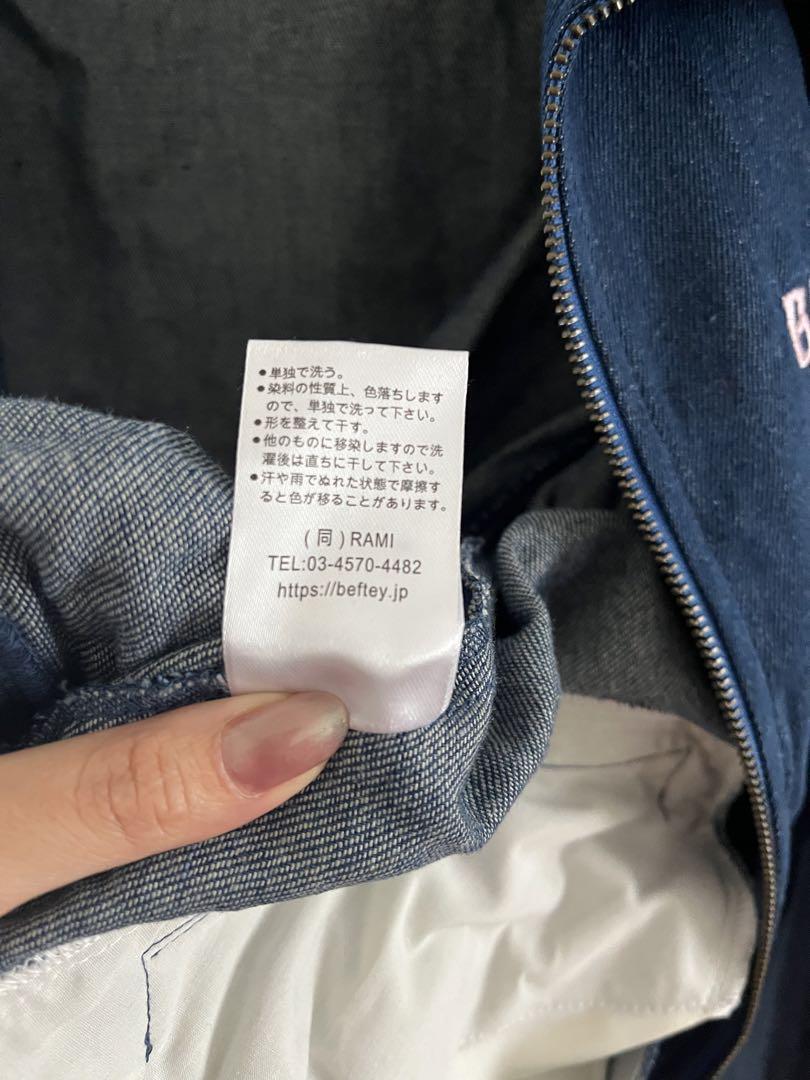 ●単独で洗う。
●染料の性質上、色落ちします
ので、単独で洗って下さい。
●形を整えて干す。
●他のものに移染しますので洗
濯後は直ちに干して下さい。
●汗や雨でぬれた状態で摩擦す
ると色が移ることがあります。
(同)RAMI
TEL:03-4570-4482
https://beftey.jp